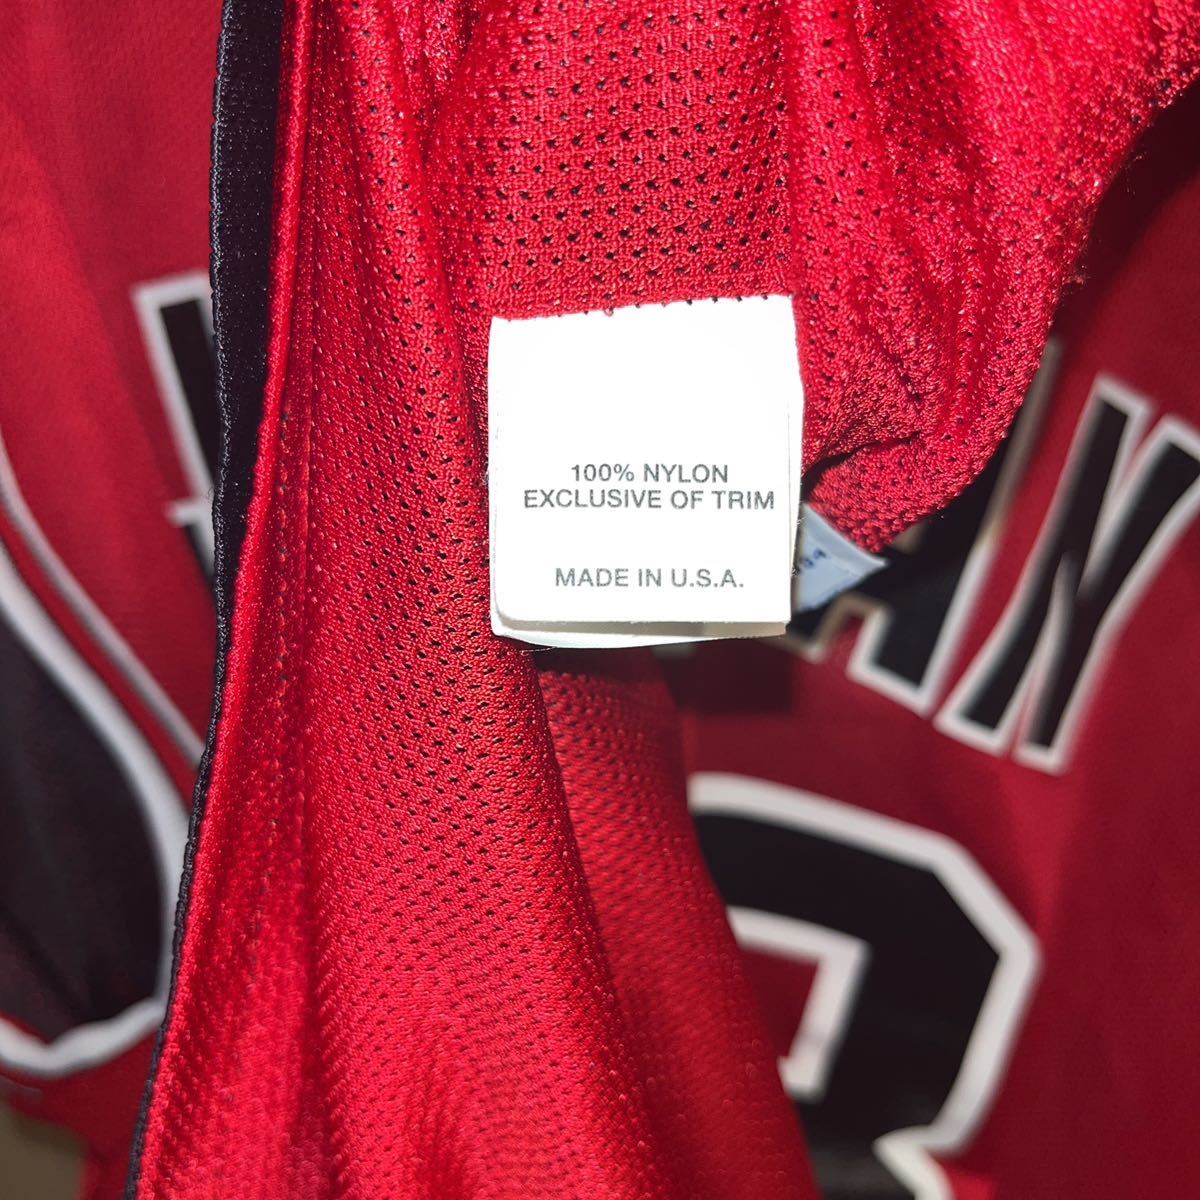 100% NYLON
EXCLUSIVE OF TRIM
MADE IN U.S.A.